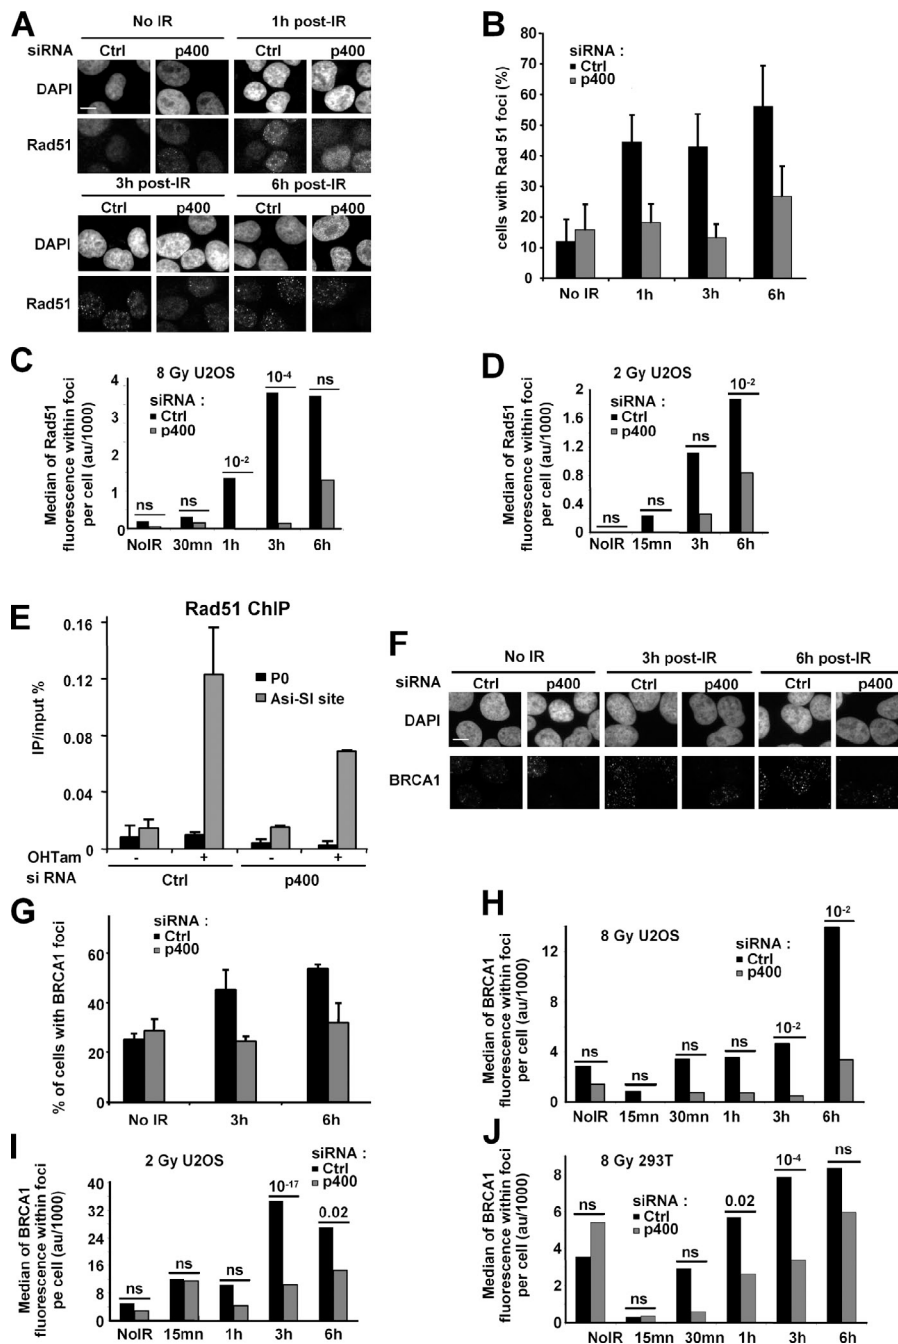 A
No IR 1h post-IR
siRNA Ctrl p400 Ctrl p400
DAPI
Rad51
3h post-IR 6h post-IR
Ctrl p400 Ctrl p400
DAPI
Rad51
B
siRNA :
Ctrl
p400
cells with Rad 51 foci (%)
80
70
60
50
40
30
20
10
0
No IR 1h 3h 6h
C
8 Gy U2OS
siRNA :
Ctrl
p400
Median of Rad51
fluorescence within foci
per cell (au/1000)
4
3
2
1
0
ns ns 10-2 10-4 ns
NoIR 30mn 1h 3h 6h
D
2 Gy U2OS
siRNA :
Ctrl
p400
Median of Rad51
fluorescence within foci
per cell (au/1000)
2
1.6
1.2
0.8
0.4
0
ns ns ns 10-2
NoIR 15mn 3h 6h
E
Rad51 ChIP
P0
Asi-SI site
IP/input %
0.16
0.12
0.08
0.04
0
OHTam - + - +
si RNA Ctrl p400
F
No IR 3h post-IR 6h post-IR
siRNA Ctrl p400 Ctrl p400 Ctrl p400
DAPI
BRCA1
G
siRNA :
Ctrl
p400
% of cells with BRCA1 foci
60
40
20
0
No IR 3h 6h
H
8 Gy U2OS
siRNA :
Ctrl
p400
Median of BRCA1
fluorescence within foci
per cell (au/1000)
12
8
4
0
ns ns ns ns 10-2 10-2
NoIR 15mn 30mn 1h 3h 6h
I
2 Gy U2OS
siRNA :
Ctrl
p400
Median of BRCA1
fluorescence within foci
pe cell (au/1000)
40
32
24
16
8
0
ns ns ns 10-17 0.02
NoIR 15mn 1h 3h 6h
J
8 Gy 293T
siRNA :
Ctrl
p400
Median of BRCA1
fluorescence within foci
per cell (au/1000)
8
6
4
2
0
ns ns ns 0.02 10-4 ns
NoIR 15mn 30mn 1h 3h 6h